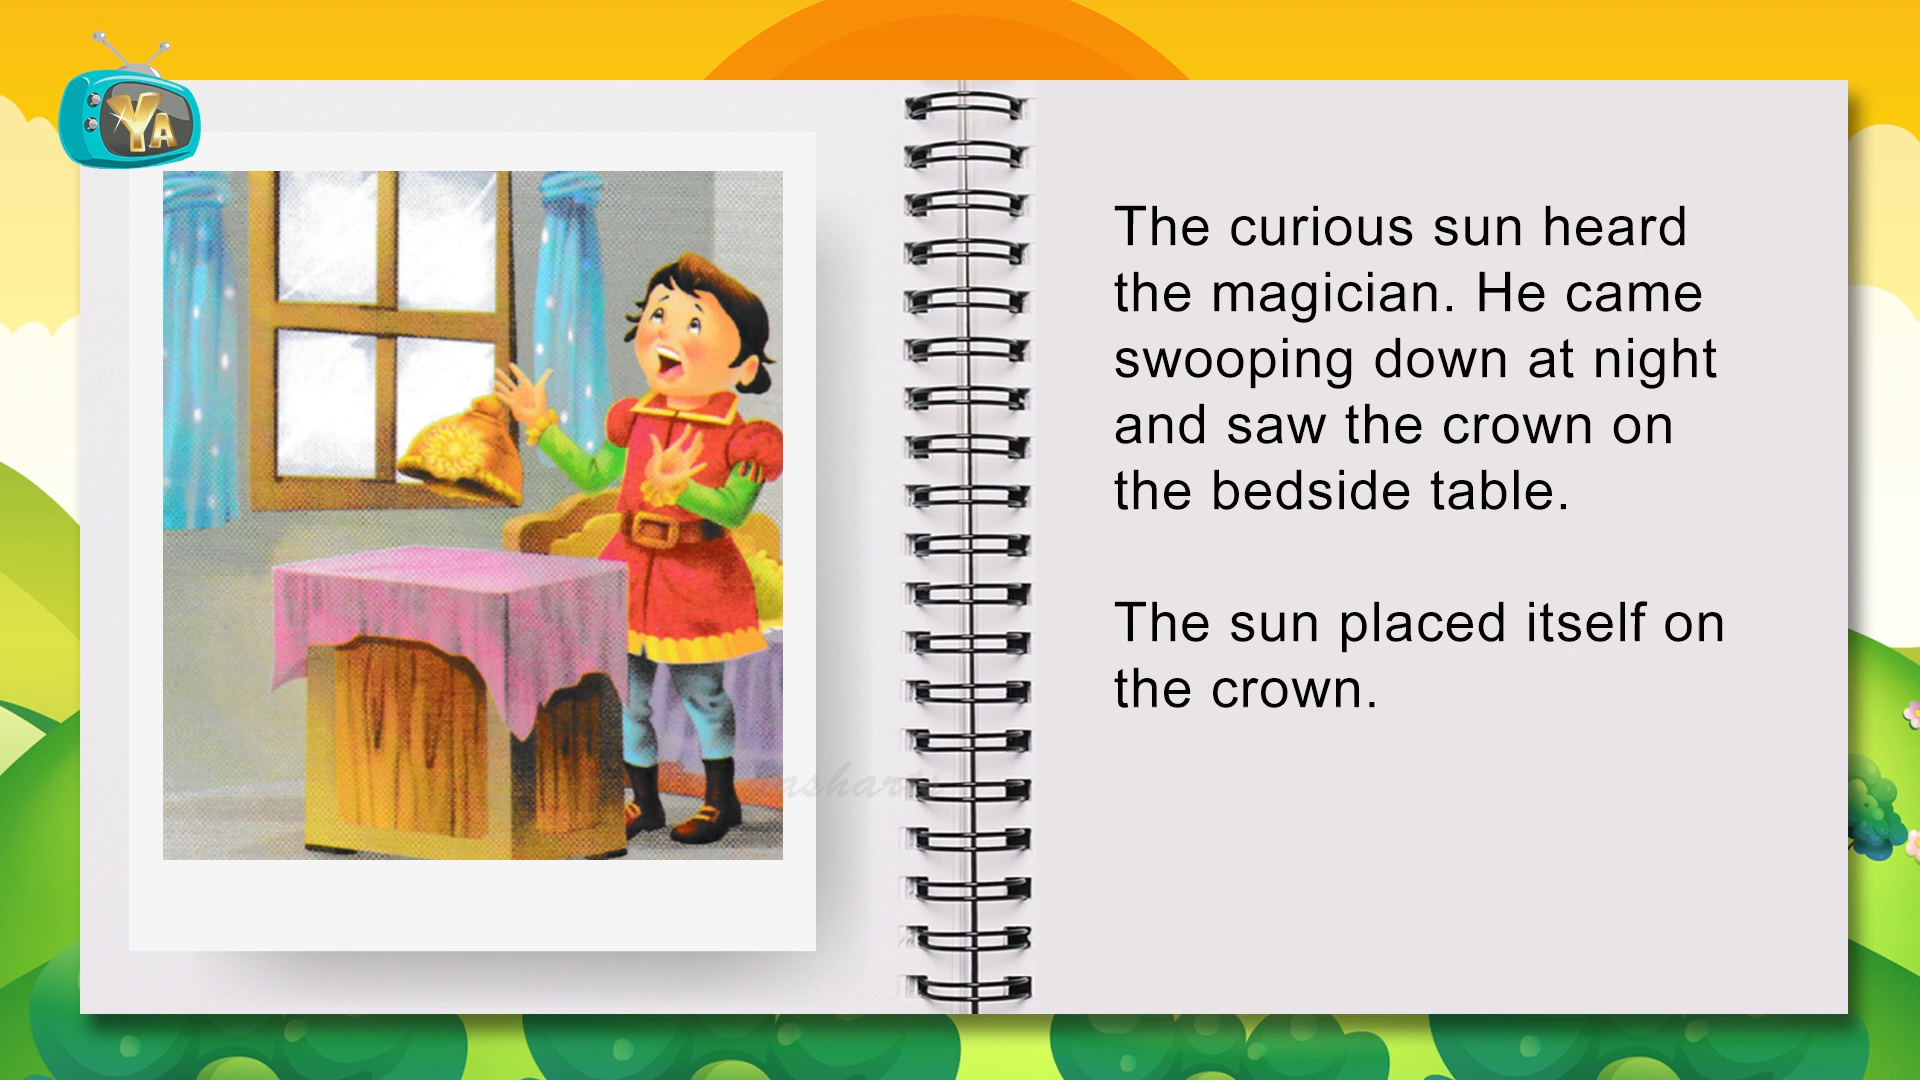 YA
The curious sun heard
the magician. He came
swooping down at night
and saw the crown on
the bedside table.
The sun placed itself on
the crown.